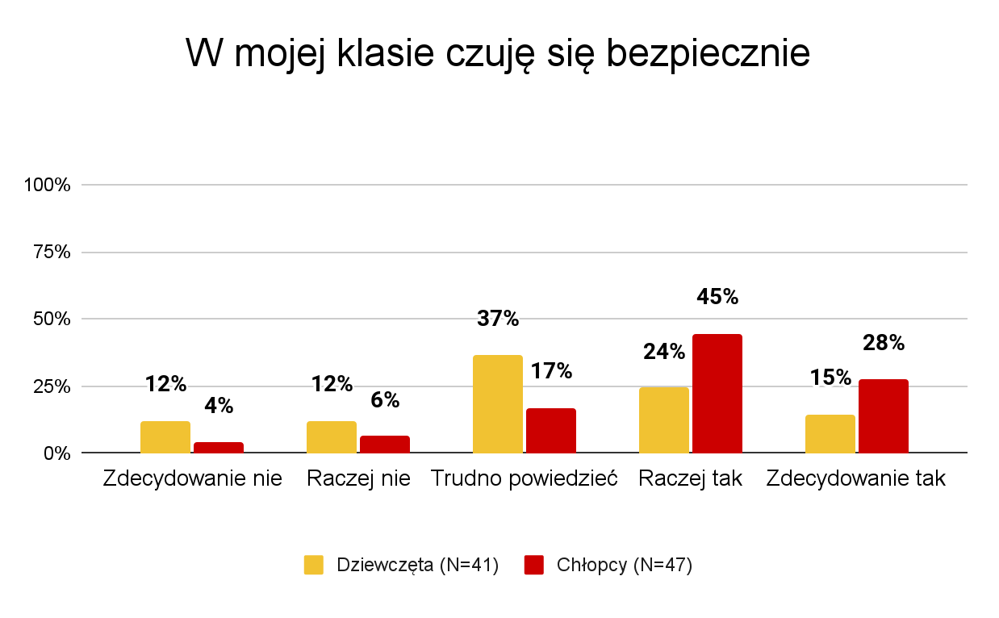 W mojej klasie czuję się bezpiecznie
100%
75%
50%
25%
0%
12%
4%
12%
6%
37%
17%
24%
45%
15%
28%
Zdecydowanie nie
Raczej nie
Trudno powiedzieć
Raczej tak
Zdecydowanie tak
Dziewczęta (N=41)
Chłopcy (N=47)